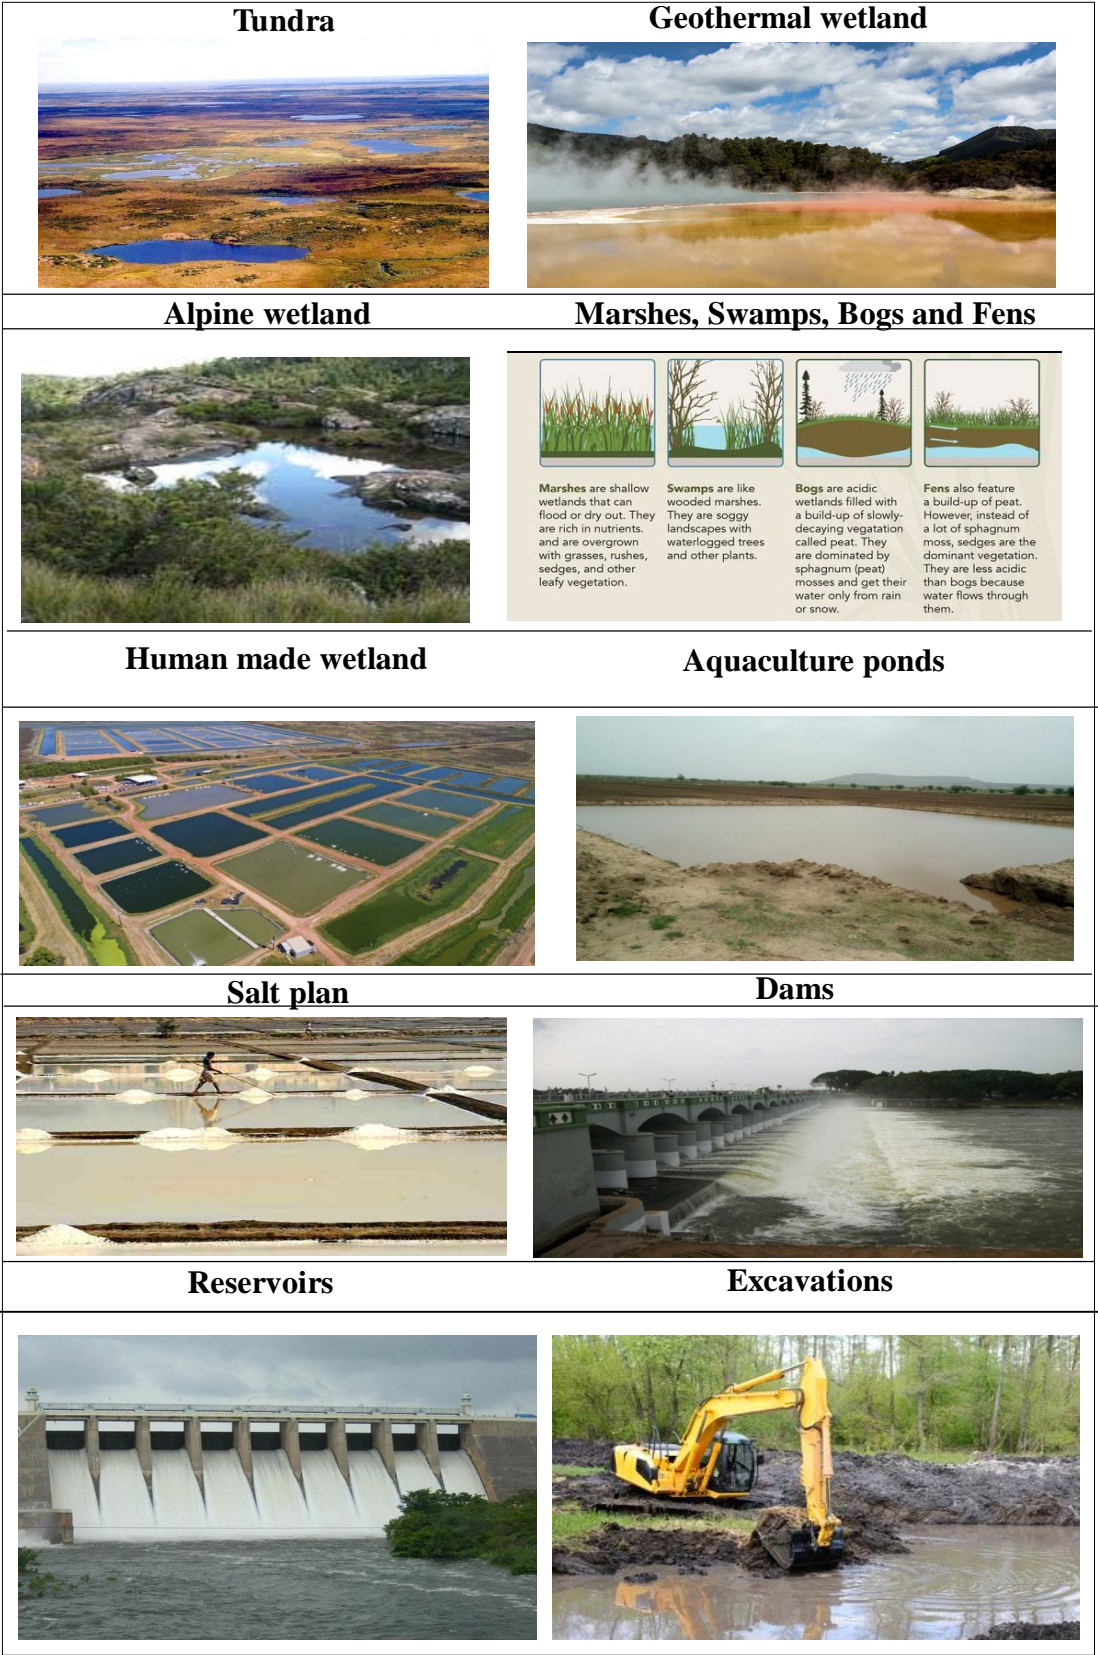 Tundra
Geothermal wetland
Alpine wetland
Marshes, Swamps, Bogs and Fens
Marshes are shallow
wetlands that can
flood or dry out. They
are rich in nutrients.
and are overgrown
with grasses, rushes,
sedges, and other
leafy vegetation.
Swamps are like
wooded marshes.
They are soggy
landscapes with
waterlogged trees
and other plants.
Bogs are acidic
wetlands filled with
a build-up of slowly-
decaying vegatation
called peat. They
are dominated by
sphagnum (peat)
mosses and get their
water only from rain
or snow.
Fens also feature
a build-up of peat.
However, instead of
a lot of sphagnum
moss, sedges are the
dominant vegetation.
They are less acidic
than bogs because
water flows through
them.
Human made wetland
Aquaculture ponds
Salt plan
Dams
Reservoirs
Excavations